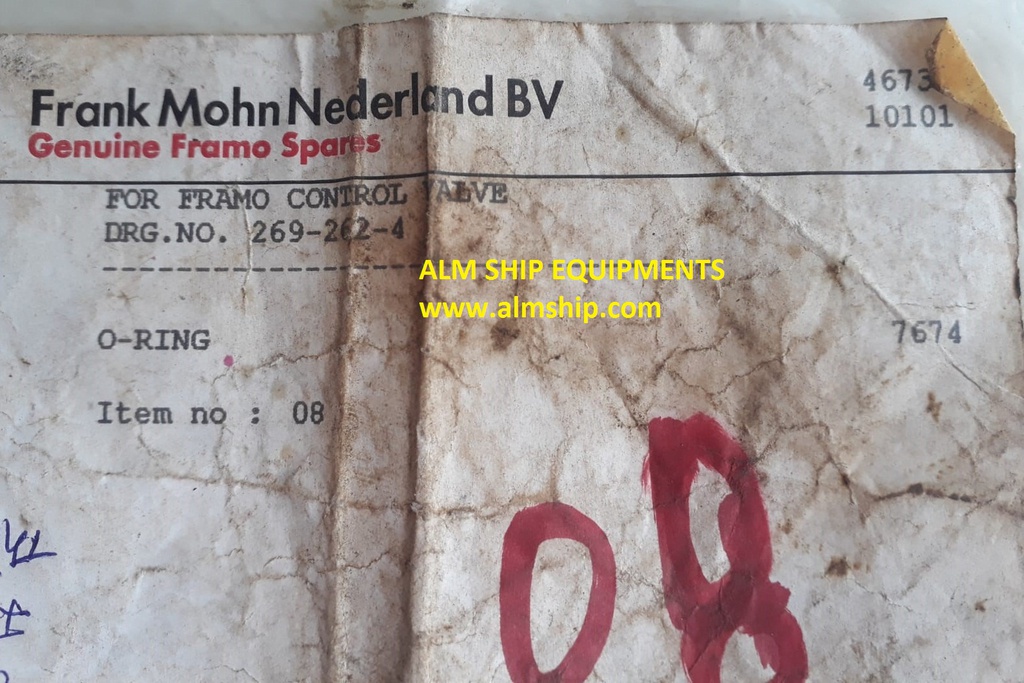 Frank Mohn Nederland BV
Genuine Framo Spares
4673
10101
FOR FRAMO CONTROL VALVE
DRG.NO. 269-262-4
--------------------
ALM SHIP EQUIPMENTS
www.almship.com
O-RING
7674
Item no : 08
08